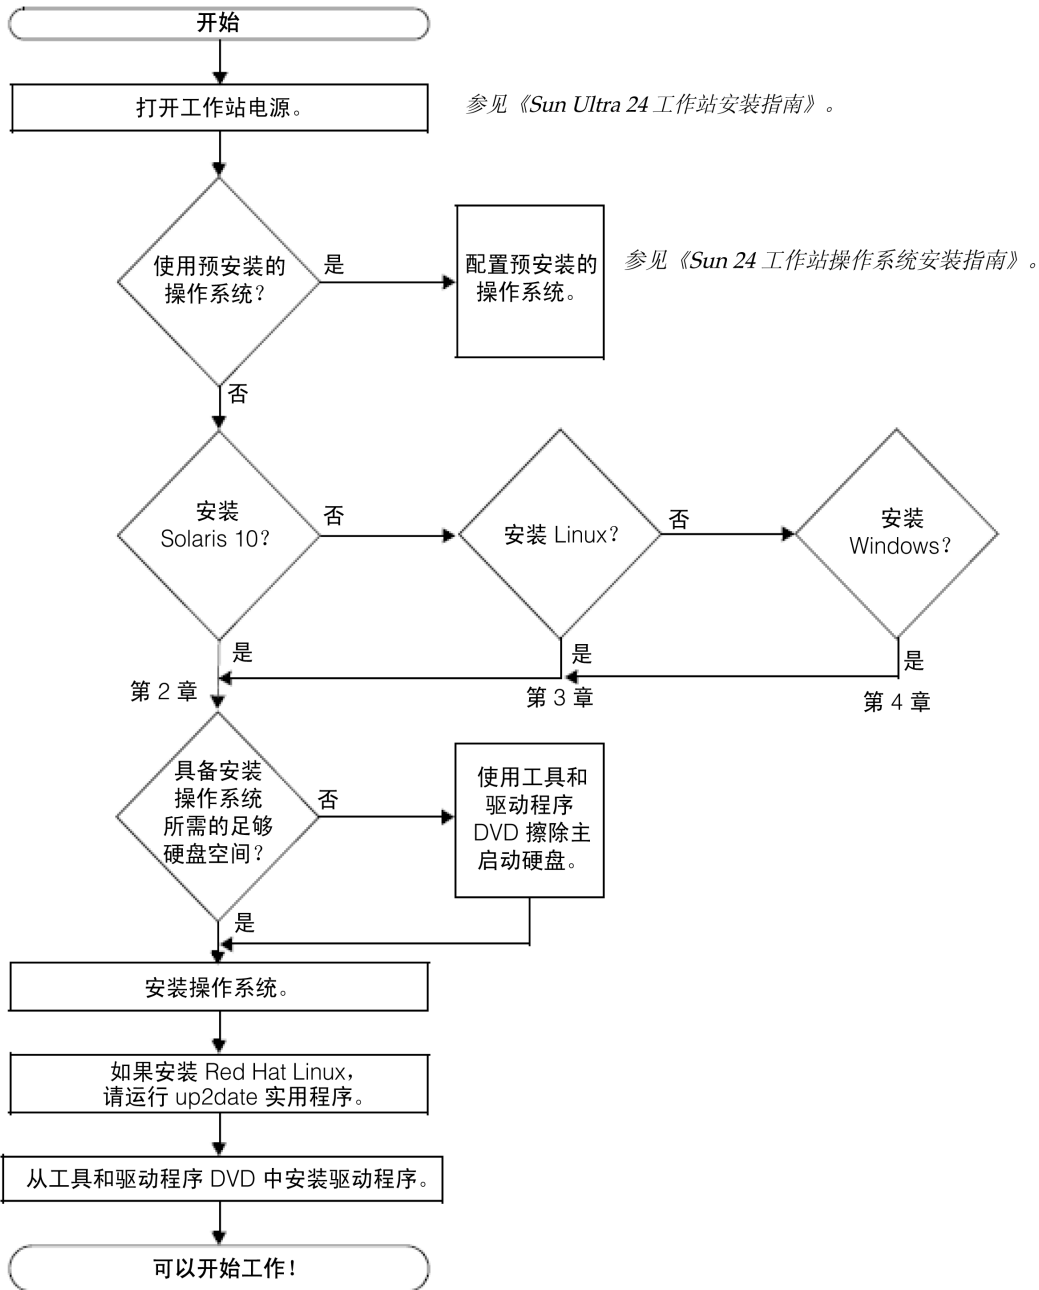 开始
打开工作站电源。
参见《Sun Ultra 24 工作站安装指南》。
使用预安装的
操作系统？
是
配置预安装的
操作系统。
参见《Sun 24 工作站操作系统安装指南》。
否
安装
Solaris 10？
否
安装 Linux？
否
安装
Windows？
是
是
是
第 2 章
第 3 章
第 4 章
具备安装
操作系统
所需的足够
硬盘空间？
否
使用工具和
驱动程序
DVD 擦除主
启动硬盘。
是
安装操作系统。
如果安装 Red Hat Linux，
请运行 up2date 实用程序。
从工具和驱动程序 DVD 中安装驱动程序。
可以开始工作！